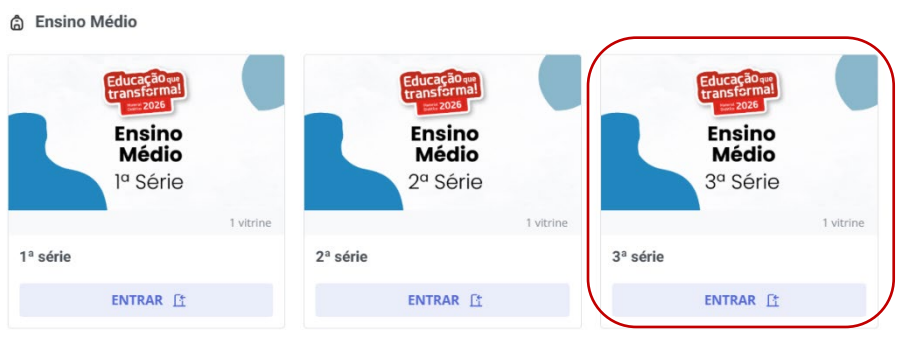 Ensino Médio
Educação que
transforma!
2026
Ensino
Médio
1ª Série
1 vitrine
1ª série
ENTRAR
Educação que
transforma!
2026
Ensino
Médio
2ª Série
1 vitrine
2ª série
ENTRAR
Educação que
transforma!
2026
Ensino
Médio
3ª Série
1 vitrine
3ª série
ENTRAR